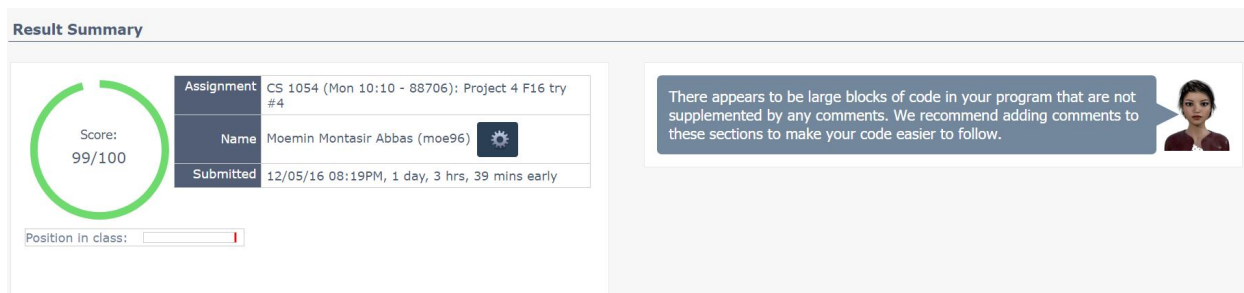 Result Summary
Score:
99/100
Assignment CS 1054 (Mon 10:10 - 88706): Project 4 F16 try
#4
Name Moemin Montasir Abbas (moe96)
Submitted 12/05/16 08:19PM, 1 day, 3 hrs, 39 mins early
Position in class:
There appears to be large blocks of code in your program that are not
supplemented by any comments. We recommend adding comments to
these sections to make your code easier to follow.